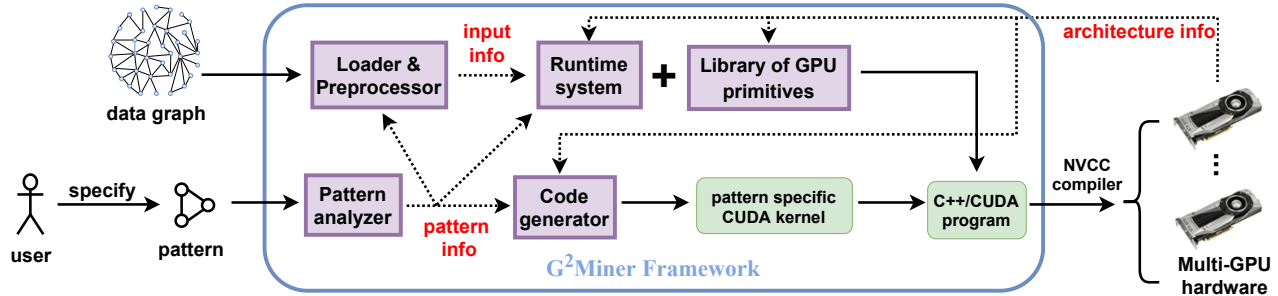 data graph
Loader &
Preprocessor
input
info
Runtime
system
+
Library of GPU
primitives
architecture info
user
specify
pattern
Pattern
analyzer
pattern
info
Code
generator
pattern specific
CUDA kernel
C++/CUDA
program
NVCC
compiler
Multi-GPU
hardware
G²Miner Framework